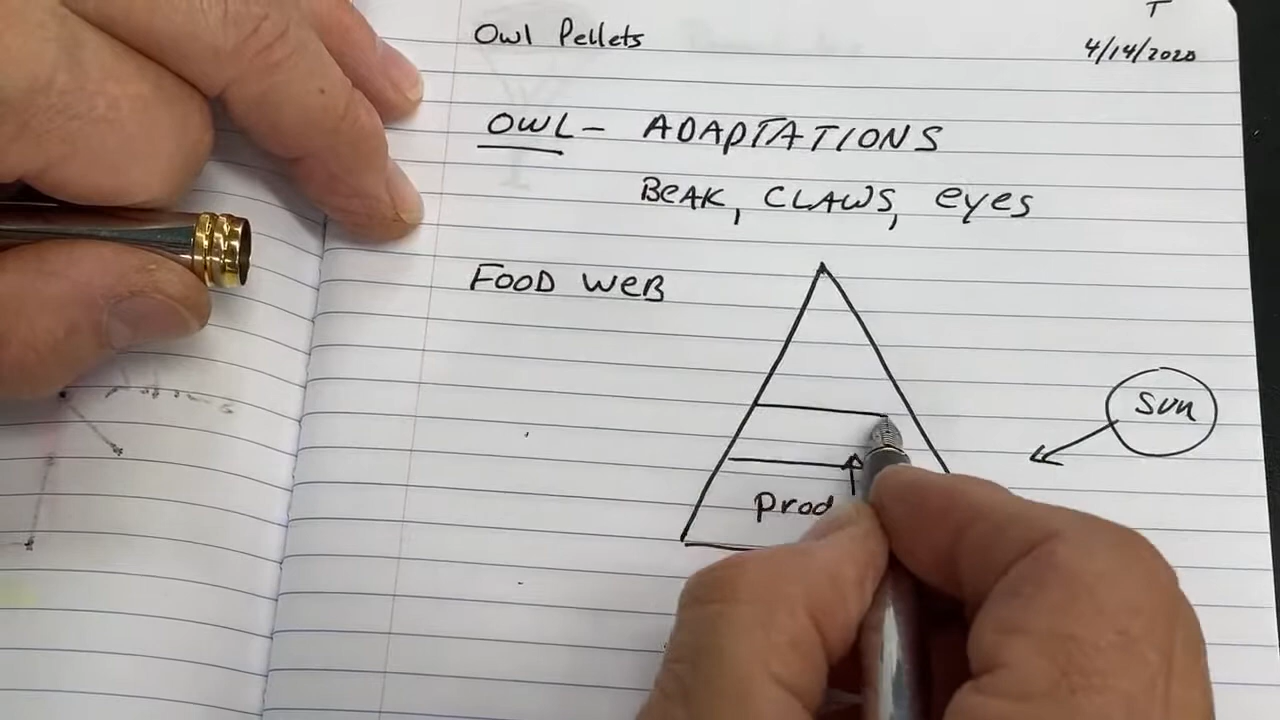 T
Owl Pellets 4/14/2020
OWL – ADAPTATIONS
BeAK, CLAWS, eyes
FOOD WeB
Sun
Prod